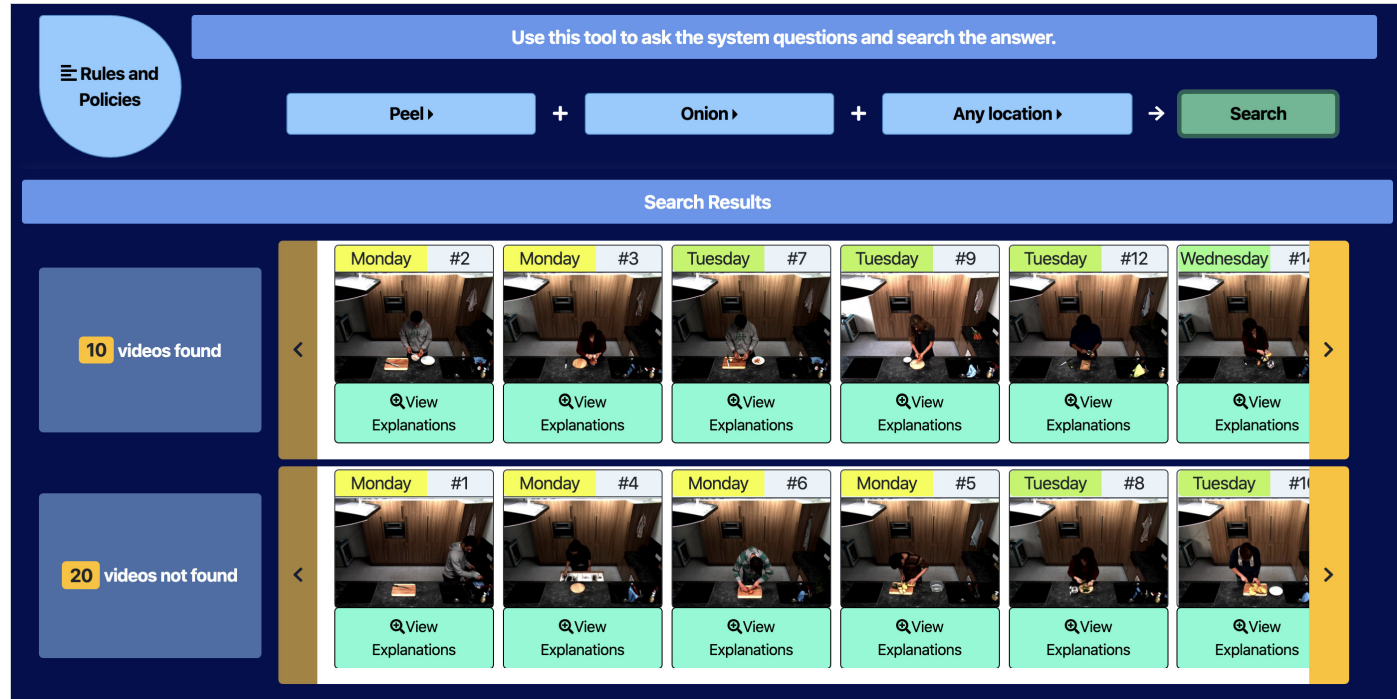 Use this tool to ask the system questions and search the answer.
Rules and
Policies
Peel + Onion + Any location → Search
Search Results
10 videos found
Monday #2 Monday #3 Tuesday #7 Tuesday #9 Tuesday #12 Wednesday
View View View View View View
Explanations Explanations Explanations Explanations Explanations Explanations
20 videos not found
Monday #1 Monday #4 Monday #6 Monday #5 Tuesday #8 Tuesday
View View View View View View
Explanations Explanations Explanations Explanations Explanations Explanations